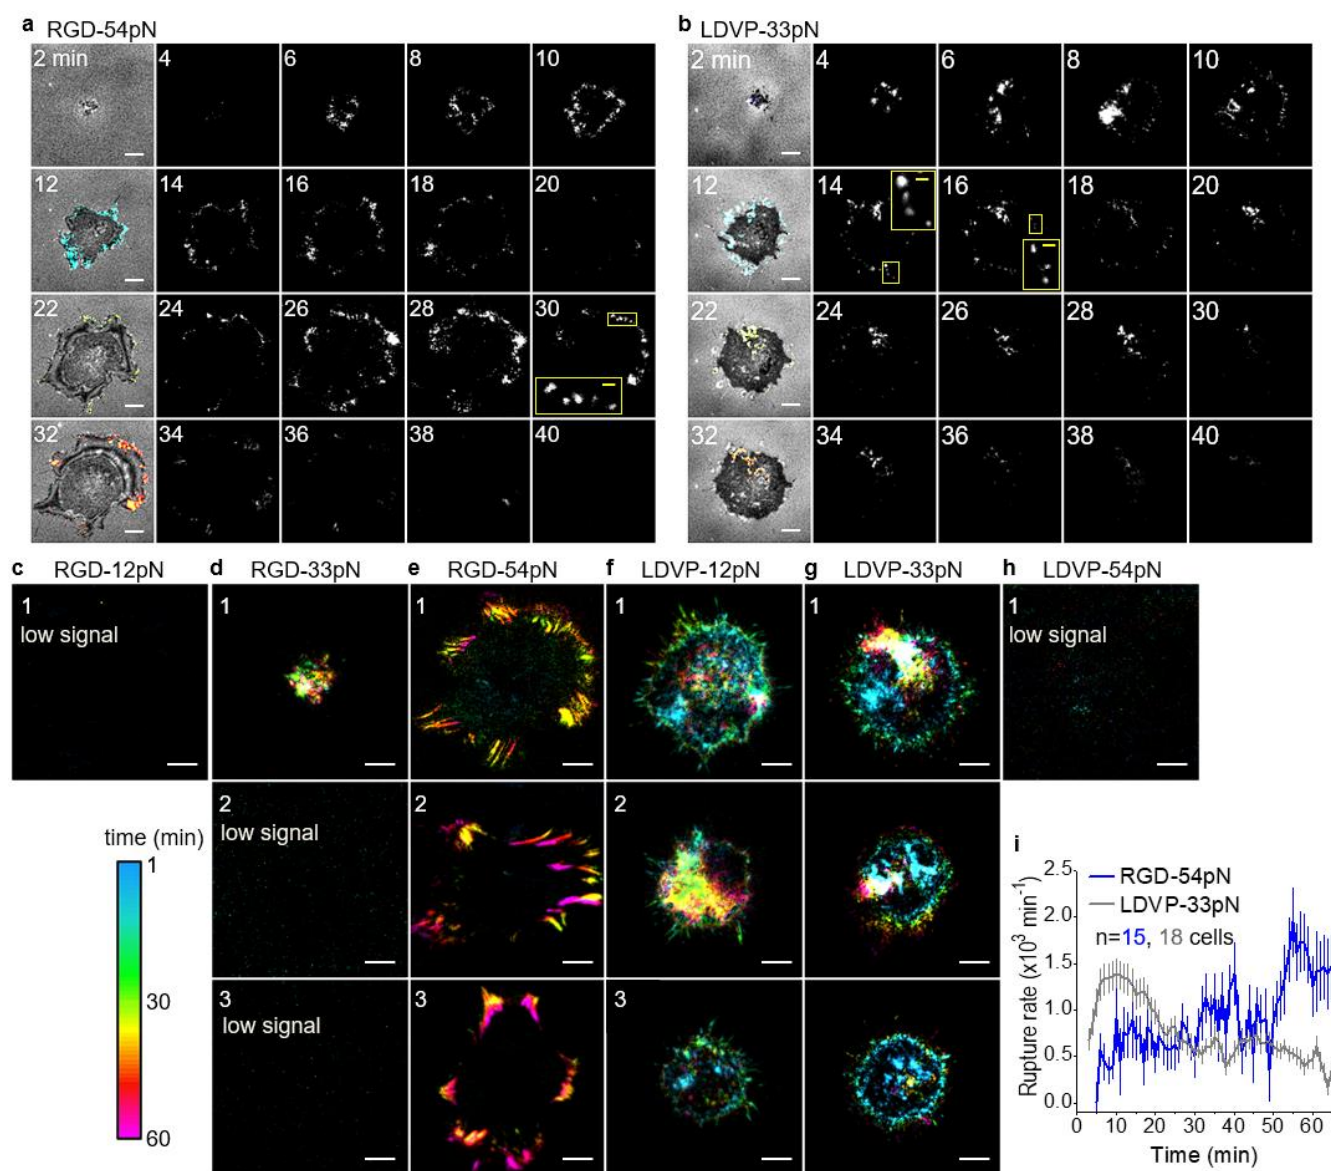 a RGD-54pN
2 min 4 6 8 10
12 14 16 18 20
22 24 26 28 30
32 34 36 38 40
b LDVP-33pN
2 min 4 6 8 10
12 14 16 18 20
22 24 26 28 30
32 34 36 38 40
c RGD-12pN
1
low signal
d RGD-33pN
1
2
low signal
3
low signal
e RGD-54pN
1
2
3
f LDVP-12pN
1
2
3
g LDVP-33pN
1
h LDVP-54pN
1
low signal
time (min)
1
30
60
i
RGD-54pN
LDVP-33pN
n=15, 18 cells
Rupture rate (x10³ min⁻¹)
2.5
2.0
1.5
1.0
0.5
0.0
0 10 20 30 40 50 60
Time (min)